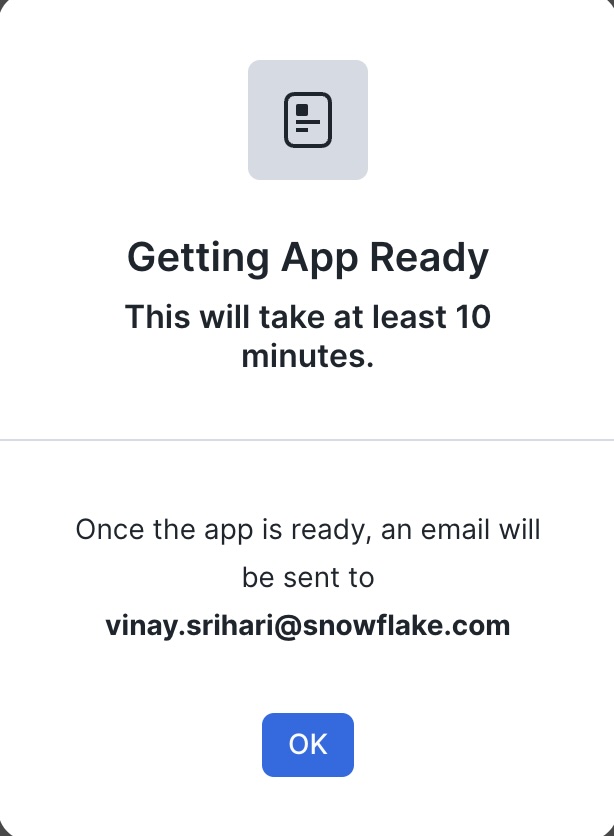 Getting App Ready
This will take at least 10
minutes.
Once the app is ready, an email will
be sent to
vinay.srihari@snowflake.com
OK